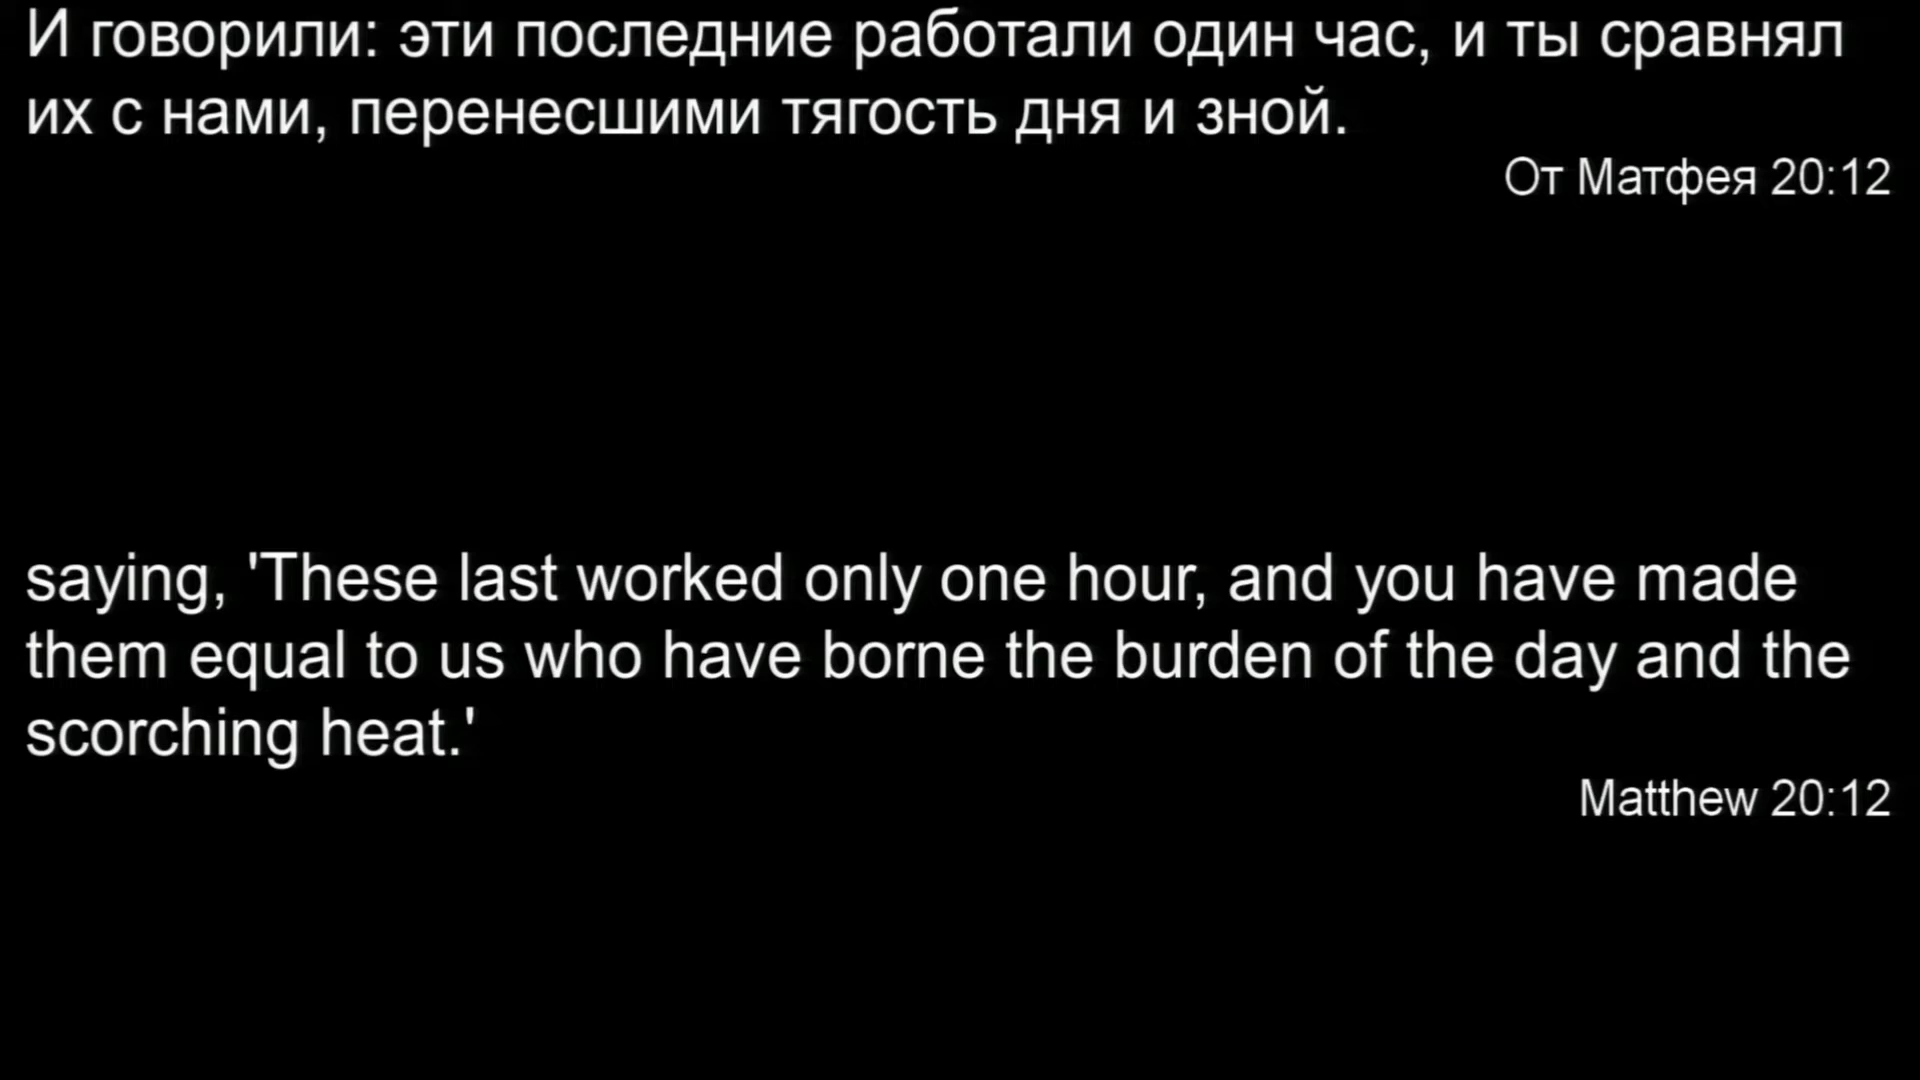 И говорили: эти последние работали один час, и ты сравнял
их с нами, перенесшими тягость дня и зной.
От Матфея 20:12
saying, 'These last worked only one hour, and you have made
them equal to us who have borne the burden of the day and the
scorching heat.'
Matthew 20:12